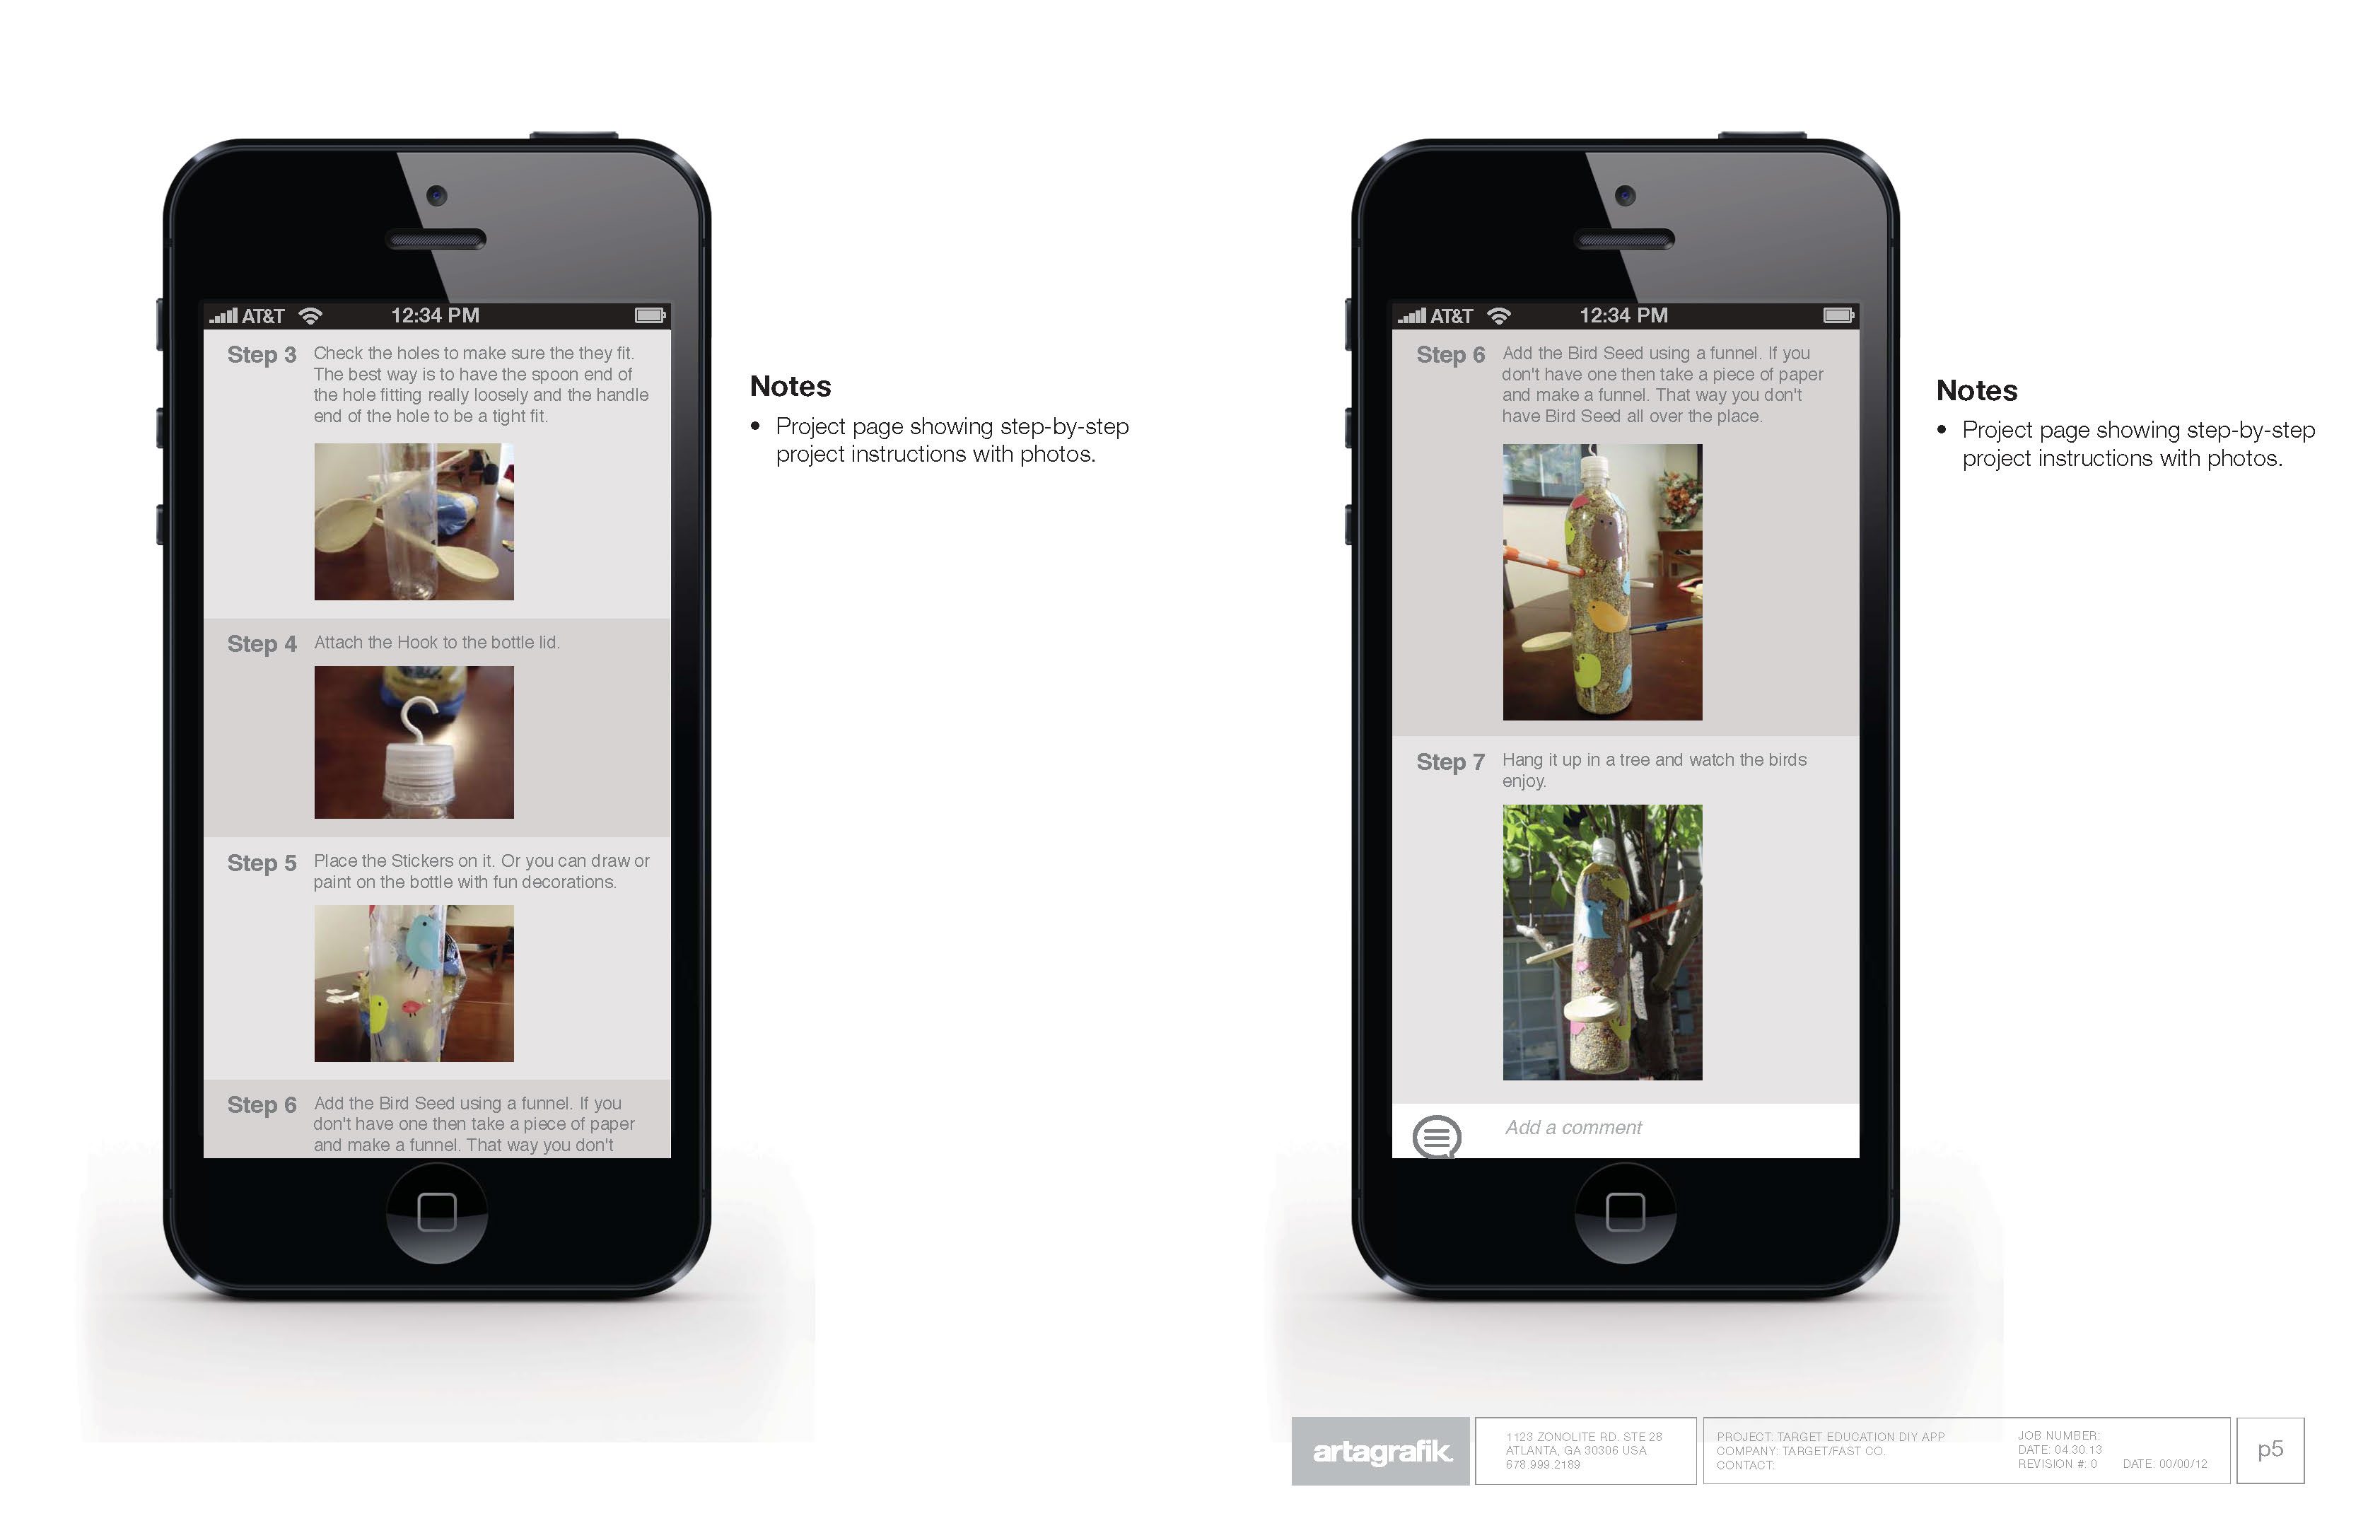 AT&T 12:34 PM
Step 3 Check the holes to make sure the they fit.
The best way is to have the spoon end of
the hole fitting really loosely and the handle
end of the hole to be a tight fit.
Step 4 Attach the Hook to the bottle lid.
Step 5 Place the Stickers on it. Or you can draw or
paint on the bottle with fun decorations.
Step 6 Add the Bird Seed using a funnel. If you
don't have one then take a piece of paper
and make a funnel. That way you don't
Notes
• Project page showing step-by-step
project instructions with photos.
AT&T 12:34 PM
Step 6 Add the Bird Seed using a funnel. If you
don't have one then take a piece of paper
and make a funnel. That way you don't
have Bird Seed all over the place.
Step 7 Hang it up in a tree and watch the birds
enjoy.
Add a comment
Notes
• Project page showing step-by-step
project instructions with photos.
artagrafik.
1123 ZONOLITE RD. STE 28
ATLANTA, GA 30306 USA
678.999.2189
PROJECT: TARGET EDUCATION DIY APP
COMPANY: TARGET/FAST CO.
CONTACT:
JOB NUMBER:
DATE: 04.30.13
REVISION #: 0 DATE: 00/00/12
p5